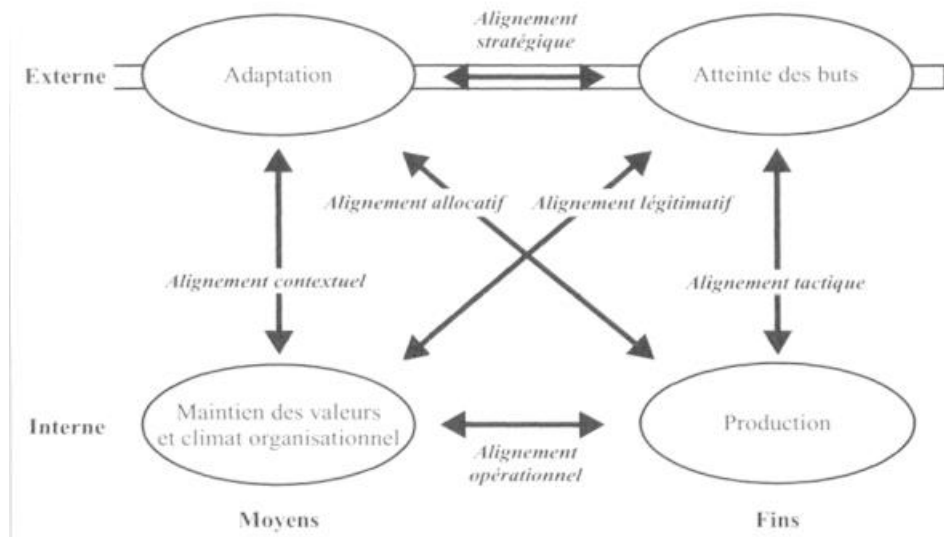 Alignement
stratégique
Externe
Adaptation
Atteinte des buts
Alignement allocatif
Alignement légitimatif
Alignement contextuel
Alignement tactique
Interne
Maintien des valeurs
et climat organisationnel
Production
Alignement
opérationnel
Moyens
Fins